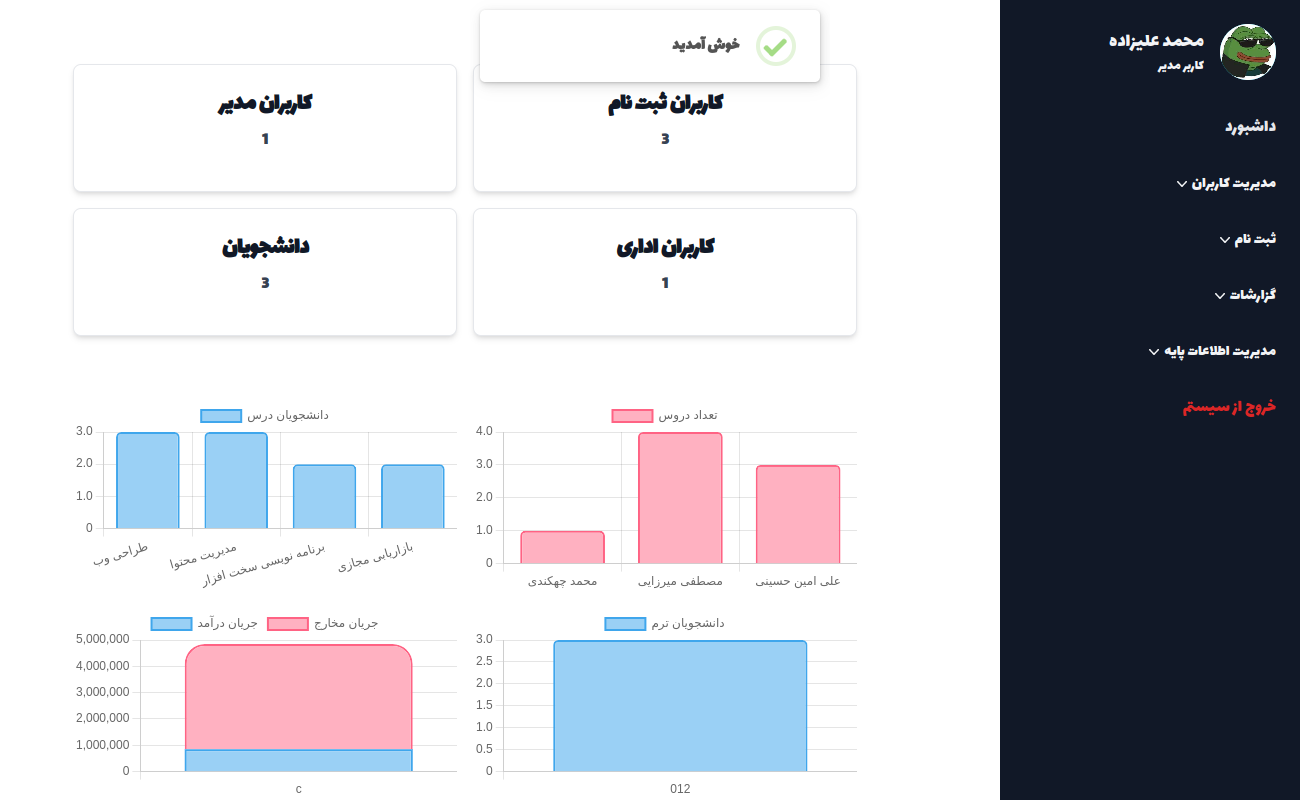 محمد علیزاده
کاربر مدیر
داشبورد
مدیریت کاربران
ثبت نام
گزارشات
مدیریت اطلاعات پایه
خروج از سیستم
خوش آمدید
کاربران ثبت نام
3
کاربران مدیر
1
کاربران اداری
1
دانشجویان
3
تعداد دروس
4.0
3.0
2.0
1.0
0
محمد چهکندی
مصطفی میرزایی
علی امین حسینی
دانشجویان درس
3.0
2.0
1.0
0
طراحی وب
مدیریت محتوا
برنامه نویسی سخت افزار
بازاریابی مجازی
دانشجویان ترم
3.0
2.5
2.0
1.5
1.0
0.5
0
012
جریان مخارج
جریان درآمد
5,000,000
4,000,000
3,000,000
2,000,000
1,000,000
0
c